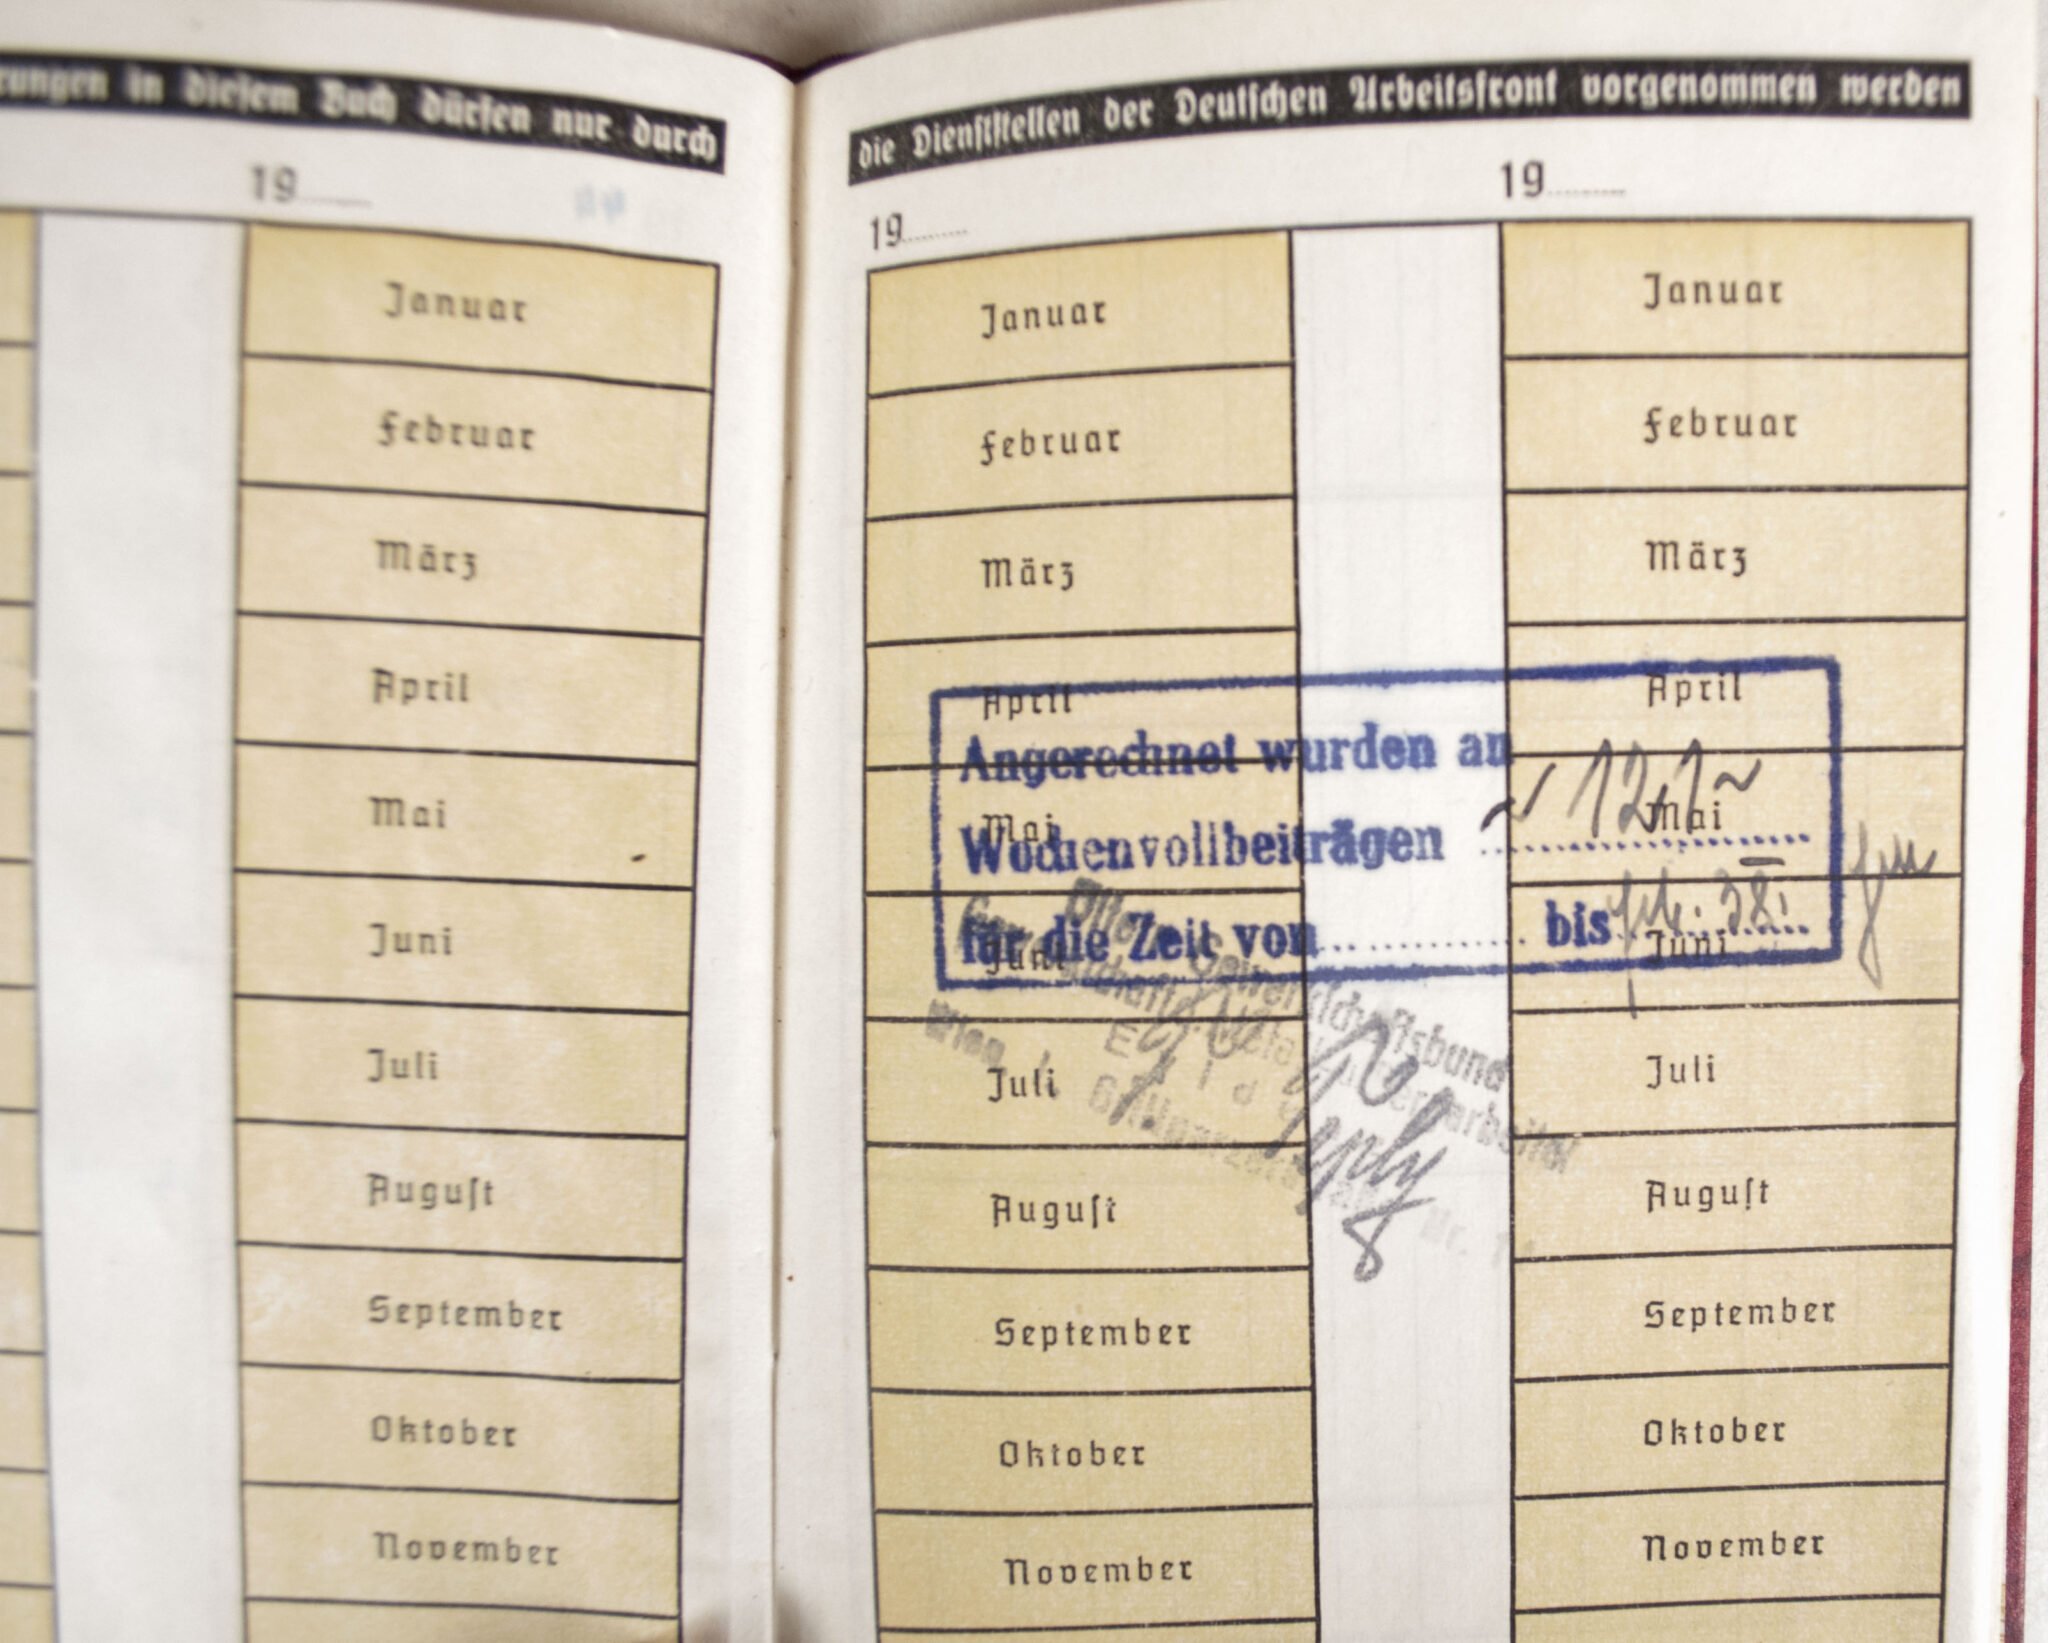 rungen in diesem Buch dürfen nur durch
19
Januar
Februar
März
April
Mai
Juni
Juli
August
September
Oktober
November
die Dienststellen der Deutschen Arbeitsfront vorgenommen werden
19
Januar
Februar
März
April
Mai
Juni
Juli
August
September
Oktober
November
19
Januar
Februar
März
April
Mai
Juni
Juli
August
September
Oktober
November
Angerechnet wurden an
Wochenvollbeiträgen
für die Zeit von bis
Gewerkschaftsbund
Wien